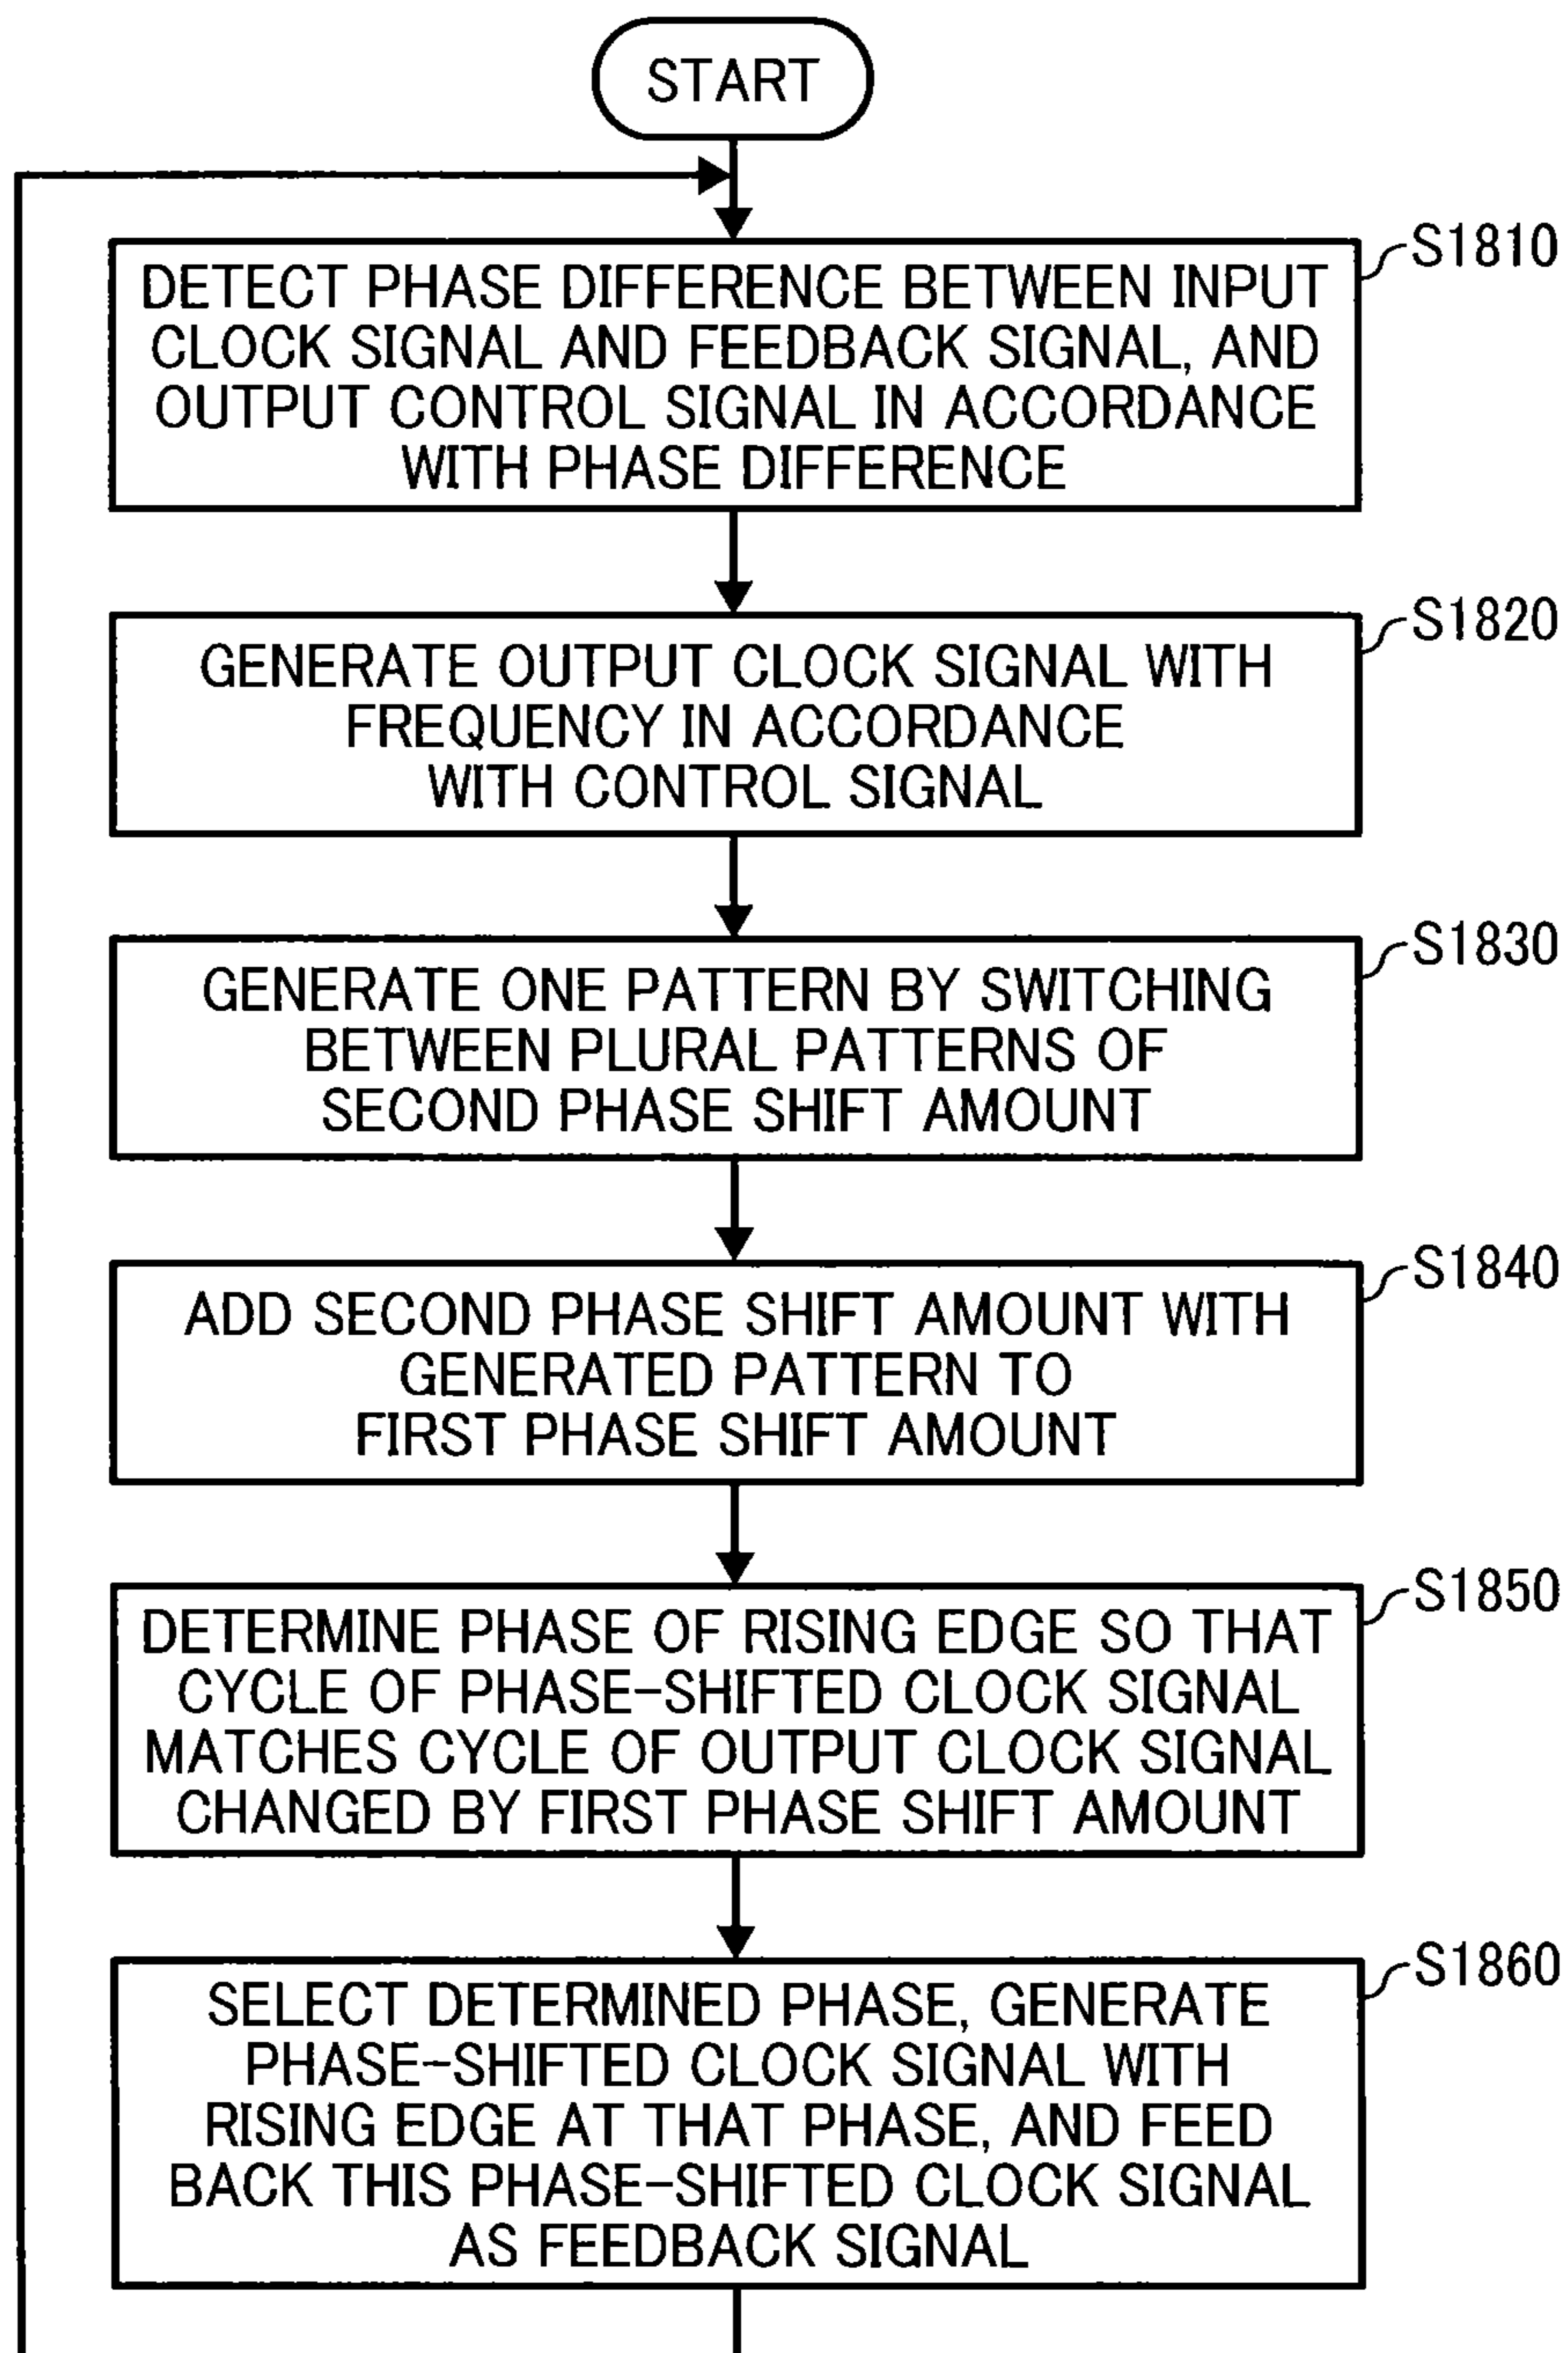 START
S1810
DETECT PHASE DIFFERENCE BETWEEN INPUT
CLOCK SIGNAL AND FEEDBACK SIGNAL, AND
OUTPUT CONTROL SIGNAL IN ACCORDANCE
WITH PHASE DIFFERENCE
S1820
GENERATE OUTPUT CLOCK SIGNAL WITH
FREQUENCY IN ACCORDANCE
WITH CONTROL SIGNAL
S1830
GENERATE ONE PATTERN BY SWITCHING
BETWEEN PLURAL PATTERNS OF
SECOND PHASE SHIFT AMOUNT
S1840
ADD SECOND PHASE SHIFT AMOUNT WITH
GENERATED PATTERN TO
FIRST PHASE SHIFT AMOUNT
S1850
DETERMINE PHASE OF RISING EDGE SO THAT
CYCLE OF PHASE-SHIFTED CLOCK SIGNAL
MATCHES CYCLE OF OUTPUT CLOCK SIGNAL
CHANGED BY FIRST PHASE SHIFT AMOUNT
S1860
SELECT DETERMINED PHASE, GENERATE
PHASE-SHIFTED CLOCK SIGNAL WITH
RISING EDGE AT THAT PHASE, AND FEED
BACK THIS PHASE-SHIFTED CLOCK SIGNAL
AS FEEDBACK SIGNAL